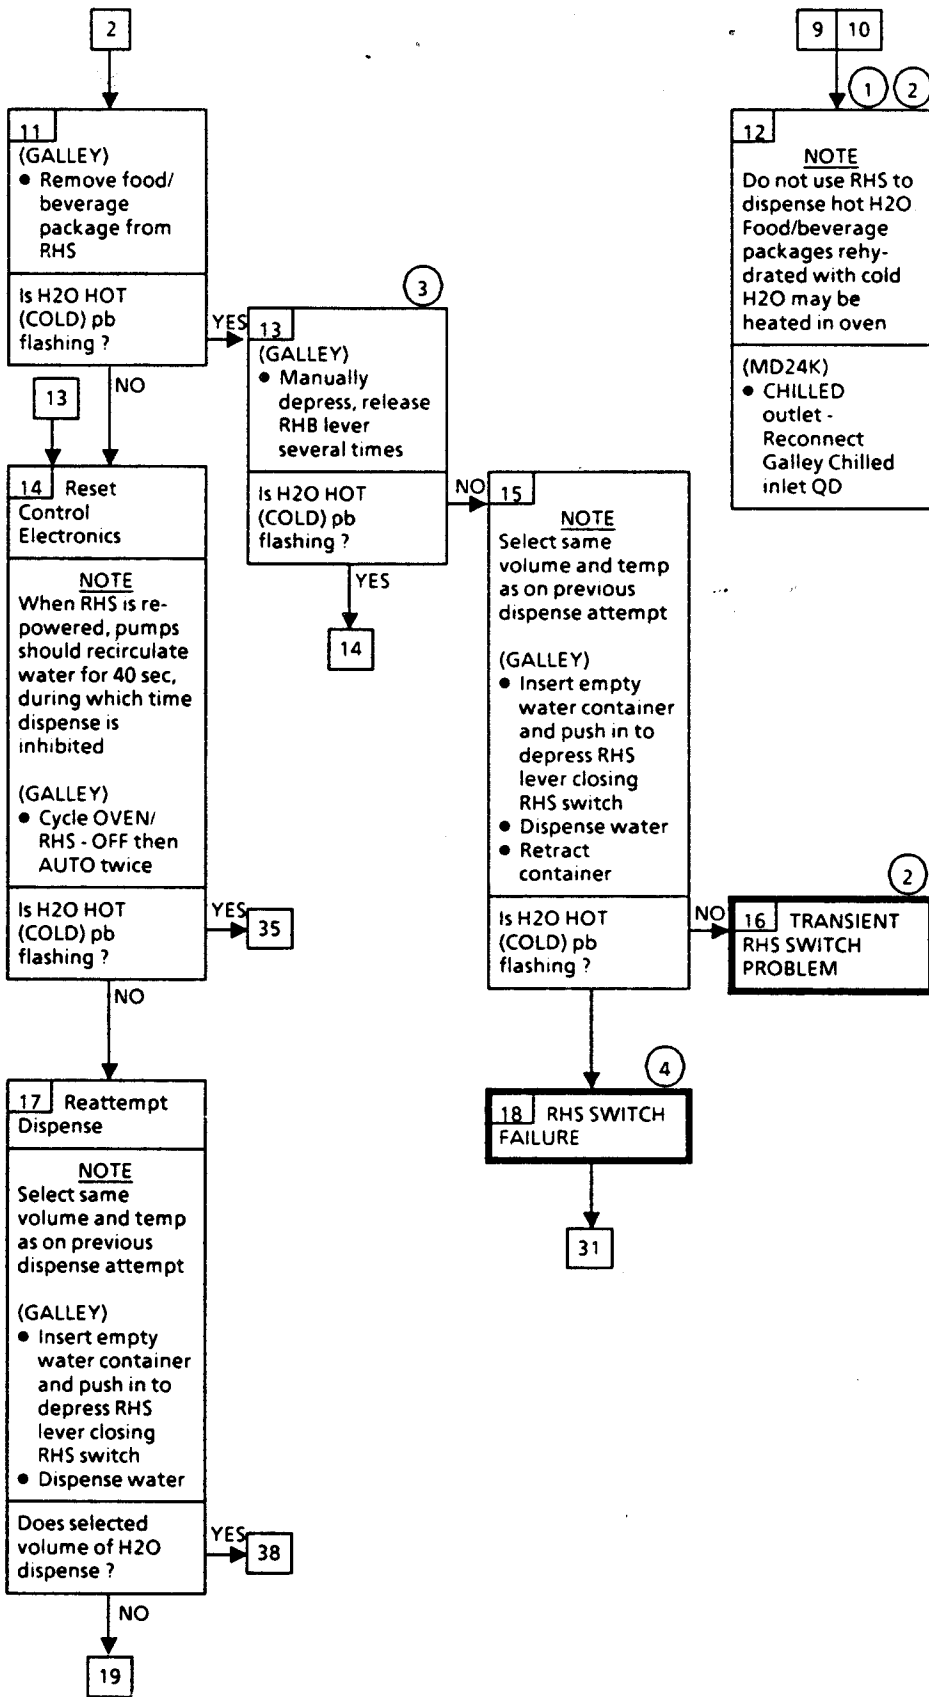 2
11
(GALLEY)
● Remove food/
beverage
package from
RHS
Is H2O HOT
(COLD) pb
flashing ?
YES
NO
13
14 Reset
Control
Electronics
NOTE
When RHS is re-
powered, pumps
should recirculate
water for 40 sec,
during which time
dispense is
inhibited
(GALLEY)
● Cycle OVEN/
RHS - OFF then
AUTO twice
Is H2O HOT
(COLD) pb
flashing ?
YES
35
NO
17 Reattempt
Dispense
NOTE
Select same
volume and temp
as on previous
dispense attempt
(GALLEY)
● Insert empty
water container
and push in to
depress RHS
lever closing
RHS switch
● Dispense water
Does selected
volume of H2O
dispense ?
YES
38
NO
19
3
13
(GALLEY)
● Manually
depress, release
RHB lever
several times
Is H2O HOT
(COLD) pb
flashing ?
NO
YES
14
15
NOTE
Select same
volume and temp
as on previous
dispense attempt
(GALLEY)
● Insert empty
water container
and push in to
depress RHS
lever closing
RHS switch
● Dispense water
● Retract
container
Is H2O HOT
(COLD) pb
flashing ?
NO
4
18 RHS SWITCH
FAILURE
31
9 10
1 2
12
NOTE
Do not use RHS to
dispense hot H2O
Food/beverage
packages rehy-
drated with cold
H2O may be
heated in oven
(MD24K)
● CHILLED
outlet -
Reconnect
Galley Chilled
inlet QD
2
16 TRANSIENT
RHS SWITCH
PROBLEM